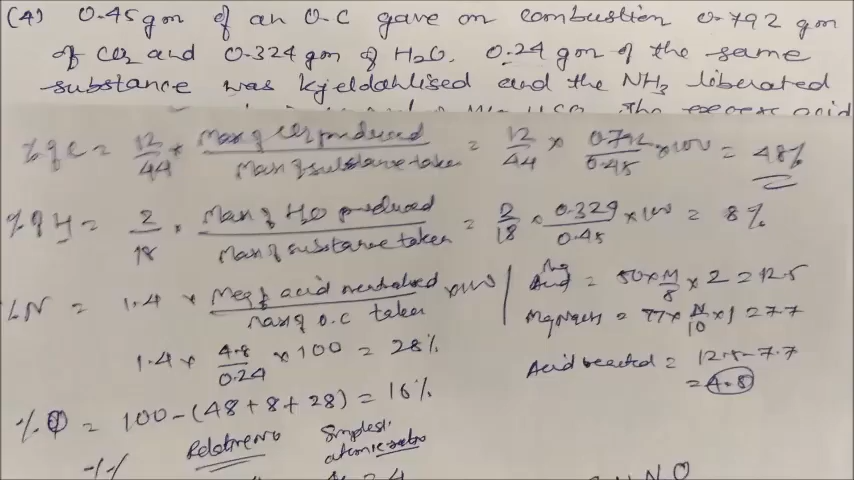 (4) 0.45gm of an O.C gave on combustion 0.792 gm
of CO2 and 0.324 gm of H2O. 0.24 gm of the same
substance was kjeldahlised and the NH3 liberated
the excess acid
% of C = 12/44 × Mass of CO2 produced / Mass of substance taken = 12/44 × 0.792/0.45 × 100 = 48%
% of H = 2/18 × Mass of H2O produced / Mass of substance taken = 2/18 × 0.324/0.45 × 100 = 8%
% N = 1.4 × Meq of acid neutralised / Mass of O.C taken × 100
Acid = 50 × M/8 × 2 = 12.5
= 77 × N/10 × 1 = 7.7
1.4 × 4.8/0.24 × 100 = 28%
Acid reacted = 12.5 - 7.7
= 4.8
% O = 100 - (48 + 8 + 28) = 16%
Relative no
Simplest
atomic ratio
= 4